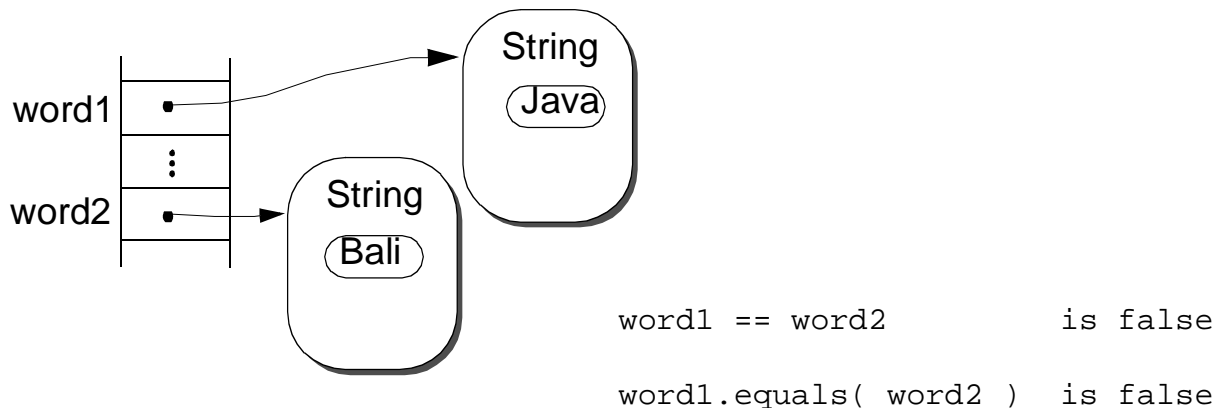 String
Java
word1
String
word2
Bali
word1 == word2 is false
word1.equals( word2 ) is false